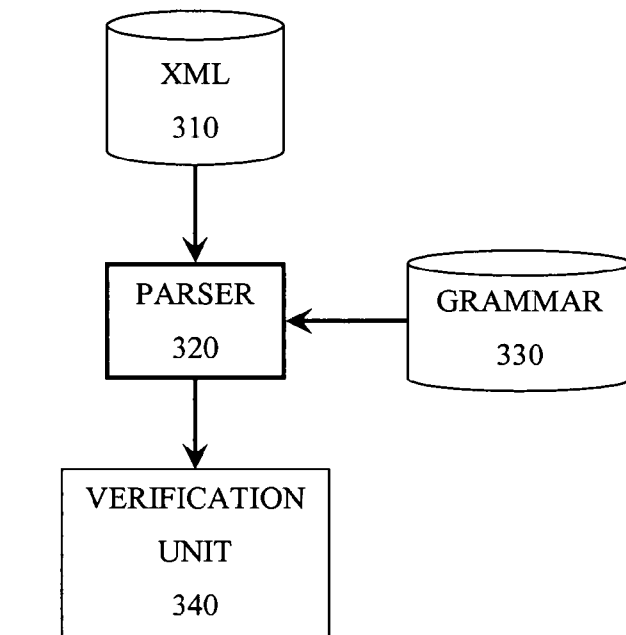 XML
310
PARSER
320
GRAMMAR
330
VERIFICATION
UNIT
340